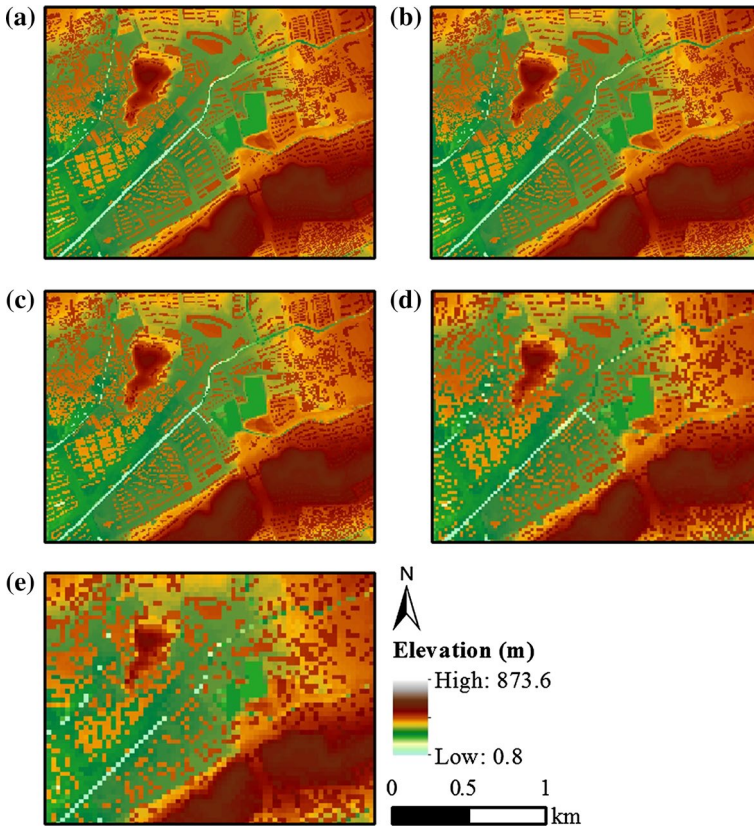 (a)
(b)
(c)
(d)
(e)
N
Elevation (m)
High: 873.6
Low: 0.8
0 0.5 1
km